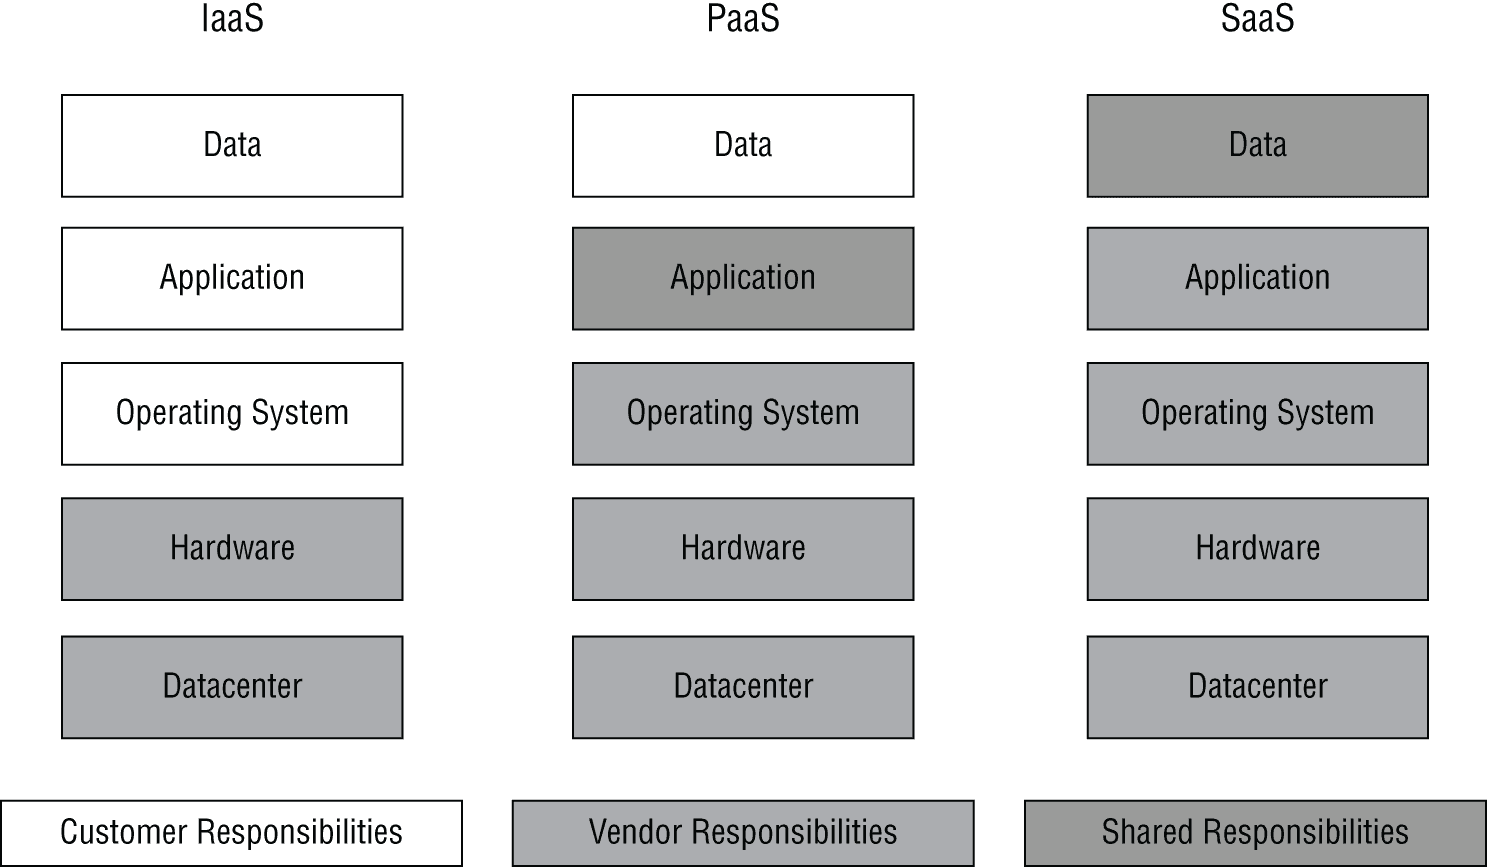 IaaS PaaS SaaS
Data Data Data
Application Application Application
Operating System Operating System Operating System
Hardware Hardware Hardware
Datacenter Datacenter Datacenter
Customer Responsibilities Vendor Responsibilities Shared Responsibilities